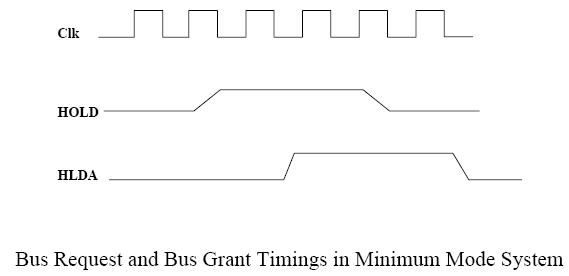 Clk
HOLD
HLDA
Bus Request and Bus Grant Timings in Minimum Mode System